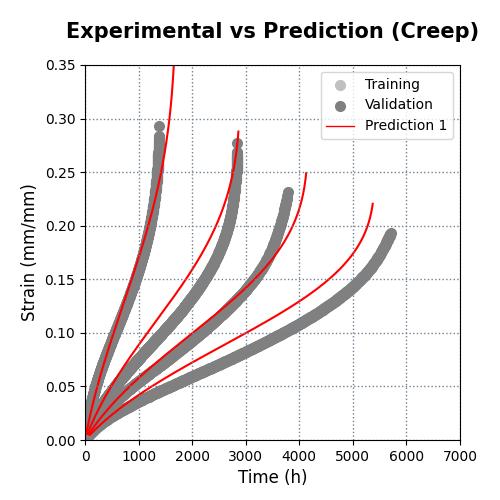 Experimental vs Prediction (Creep)
Strain (mm/mm)
0.35
0.30
0.25
0.20
0.15
0.10
0.05
0.00
Training
Validation
Prediction 1
0 1000 2000 3000 4000 5000 6000 7000
Time (h)